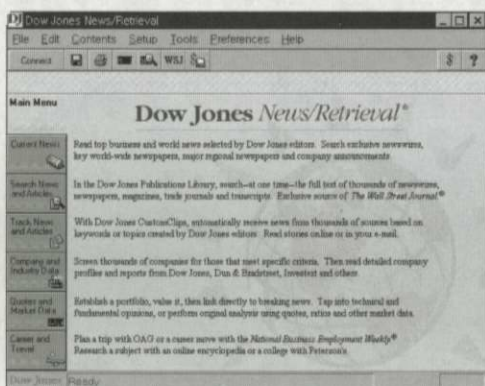 Dow Jones News/Retrieval
File Edit Contents Setup Tools Preferences Help
Connect WSJ $ ?
Main Menu
Dow Jones News/Retrieval®
Current News
Read top business and world news selected by Dow Jones editors. Search exclusive newswires,
key world-wide newspapers, major regional newspapers and company announcements.
Search News
and Articles
In the Dow Jones Publications Library, search—at one time—the full text of thousands of newswires,
newspapers, magazines, trade journals and transcripts. Exclusive source of The Wall Street Journal®
Track News
and Articles
With Dow Jones CustomClips, automatically receive news from thousands of sources based on
keywords or topics created by Dow Jones editors. Read stories online or in your e-mail.
Company and
Industry Data
Screen thousands of companies for those that meet specific criteria. Then read detailed company
profiles and reports from Dow Jones, Dun & Bradstreet, Investext and others.
Quotes and
Market Data
Establish a portfolio, value it, then link directly to breaking news. Tap into technical and
fundamental opinions, or perform original analysis using quotes, ratios and other market data.
Career and
Travel
Plan a trip with OAG or a career move with the National Business Employment Weekly®
Research a subject with an online encyclopedia or a college with Peterson's
Dow Jones Ready